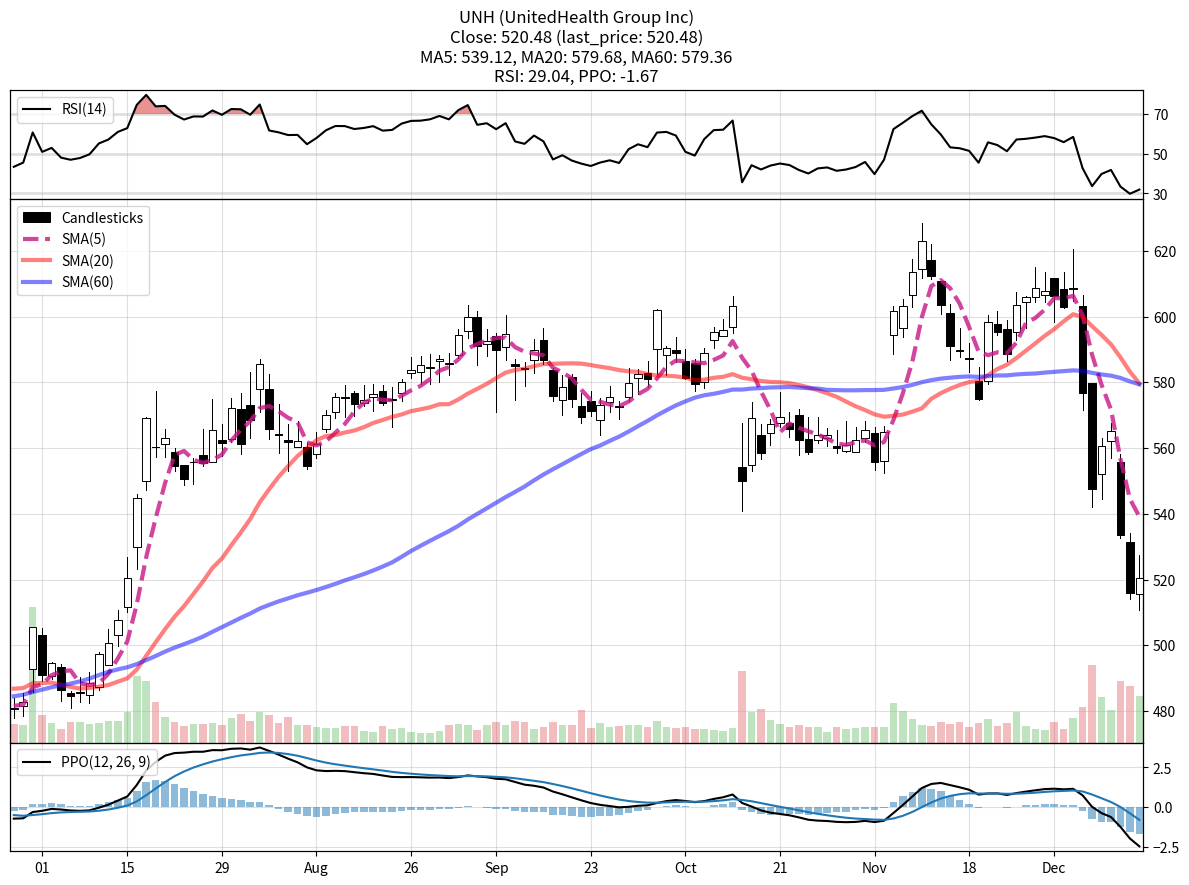 UNH (UnitedHealth Group Inc)
Close: 520.48 (last_price: 520.48)
MA5: 539.12, MA20: 579.68, MA60: 579.36
RSI: 29.04, PPO: -1.67
RSI(14)
70
50
30
Candlesticks
SMA(5)
SMA(20)
SMA(60)
620
600
580
560
540
520
500
480
PPO(12, 26, 9)
2.5
0.0
−2.5
01 15 29 Aug 26 Sep 23 Oct 21 Nov 18 Dec